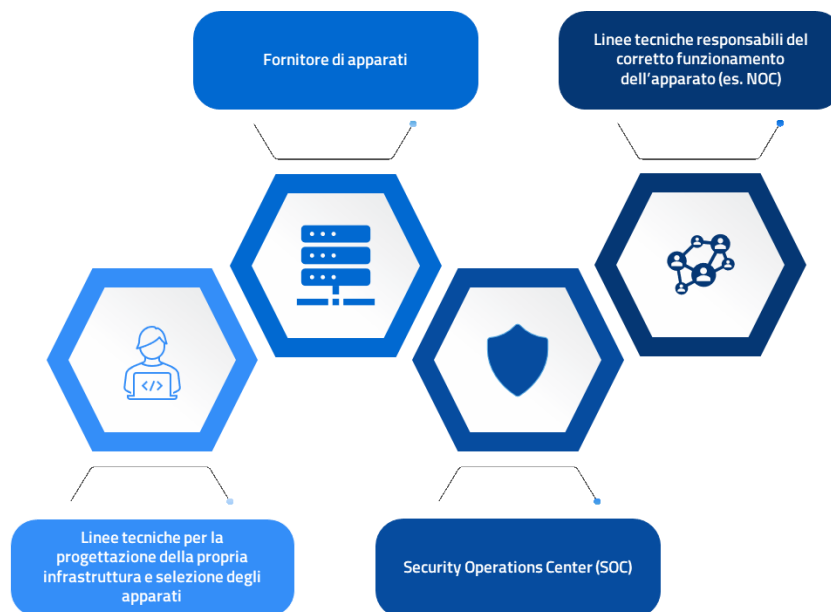 Fornitore di apparati
Linee tecniche responsabili del
corretto funzionamento
dell'apparato (es. NOC)
</>
Linee tecniche per la
progettazione della propria
infrastruttura e selezione degli
apparati
Security Operations Center (SOC)